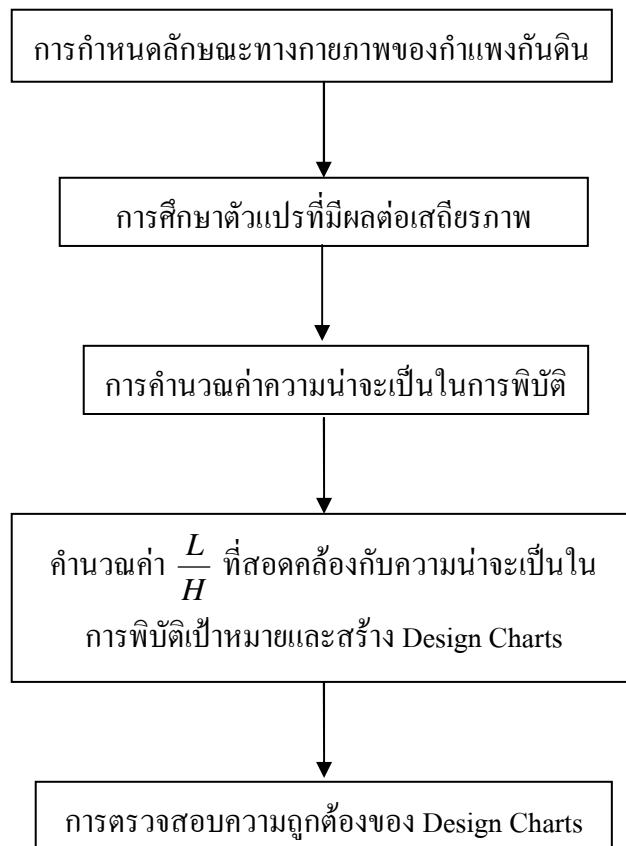 การกำหนดลักษณะทางกายภาพของกำแพงกันดิน
การศึกษาตัวแปรที่มีผลต่อเสถียรภาพ
การคำนวณค่าความน่าจะเป็นในการพิบัติ
คำนวณค่า L/H ที่สอดคล้องกับความน่าจะเป็นใน
การพิบัติเป้าหมายและสร้าง Design Charts
การตรวจสอบความถูกต้องของ Design Charts